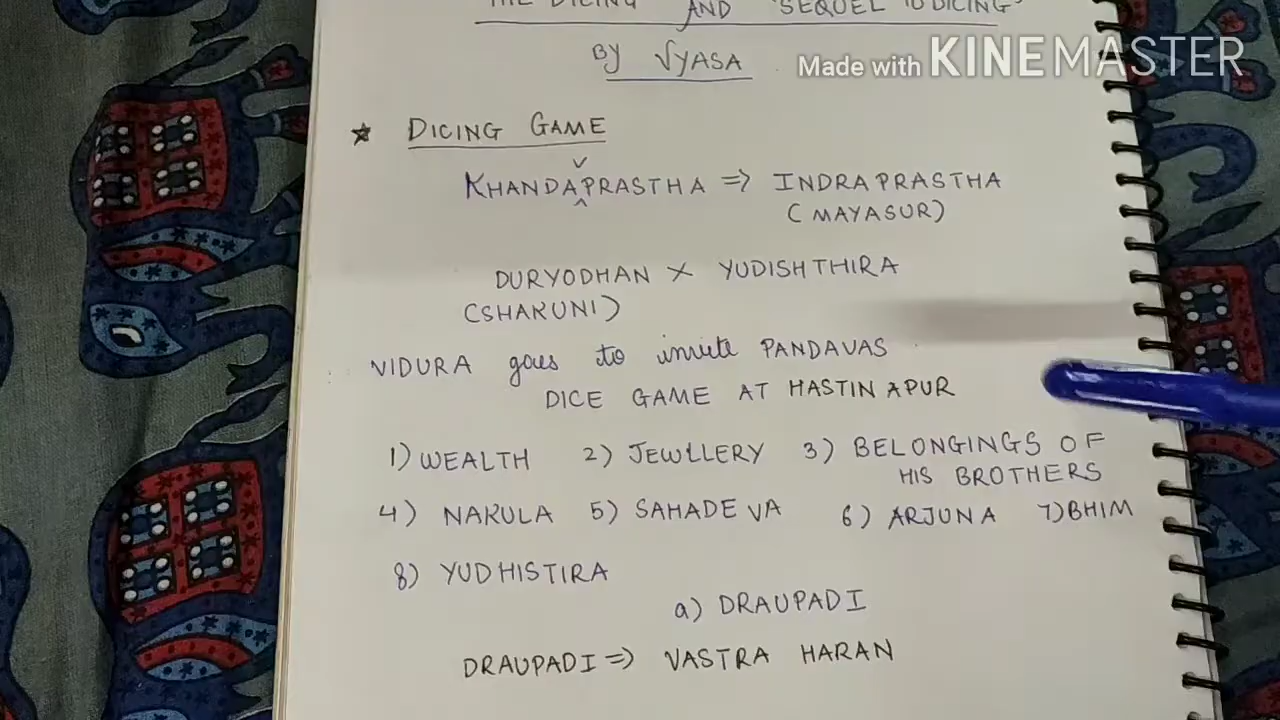 THE DICING AND SEQUEL TO DICING
BY VYASA
Made with KINEMASTER
DICING GAME
KHANDAPRASTHA ⇒ INDRAPRASTHA
(MAYASUR)
DURYODHAN X YUDISHTHIRA
(SHAKUNI)
VIDURA goes to invite PANDAVAS
DICE GAME AT HASTINAPUR
1) WEALTH 2) JEWLLERY 3) BELONGINGS OF
HIS BROTHERS
4) NAKULA 5) SAHADEVA 6) ARJUNA 7) BHIM
8) YUDHISTIRA
a) DRAUPADI
DRAUPADI ⇒ VASTRA HARAN